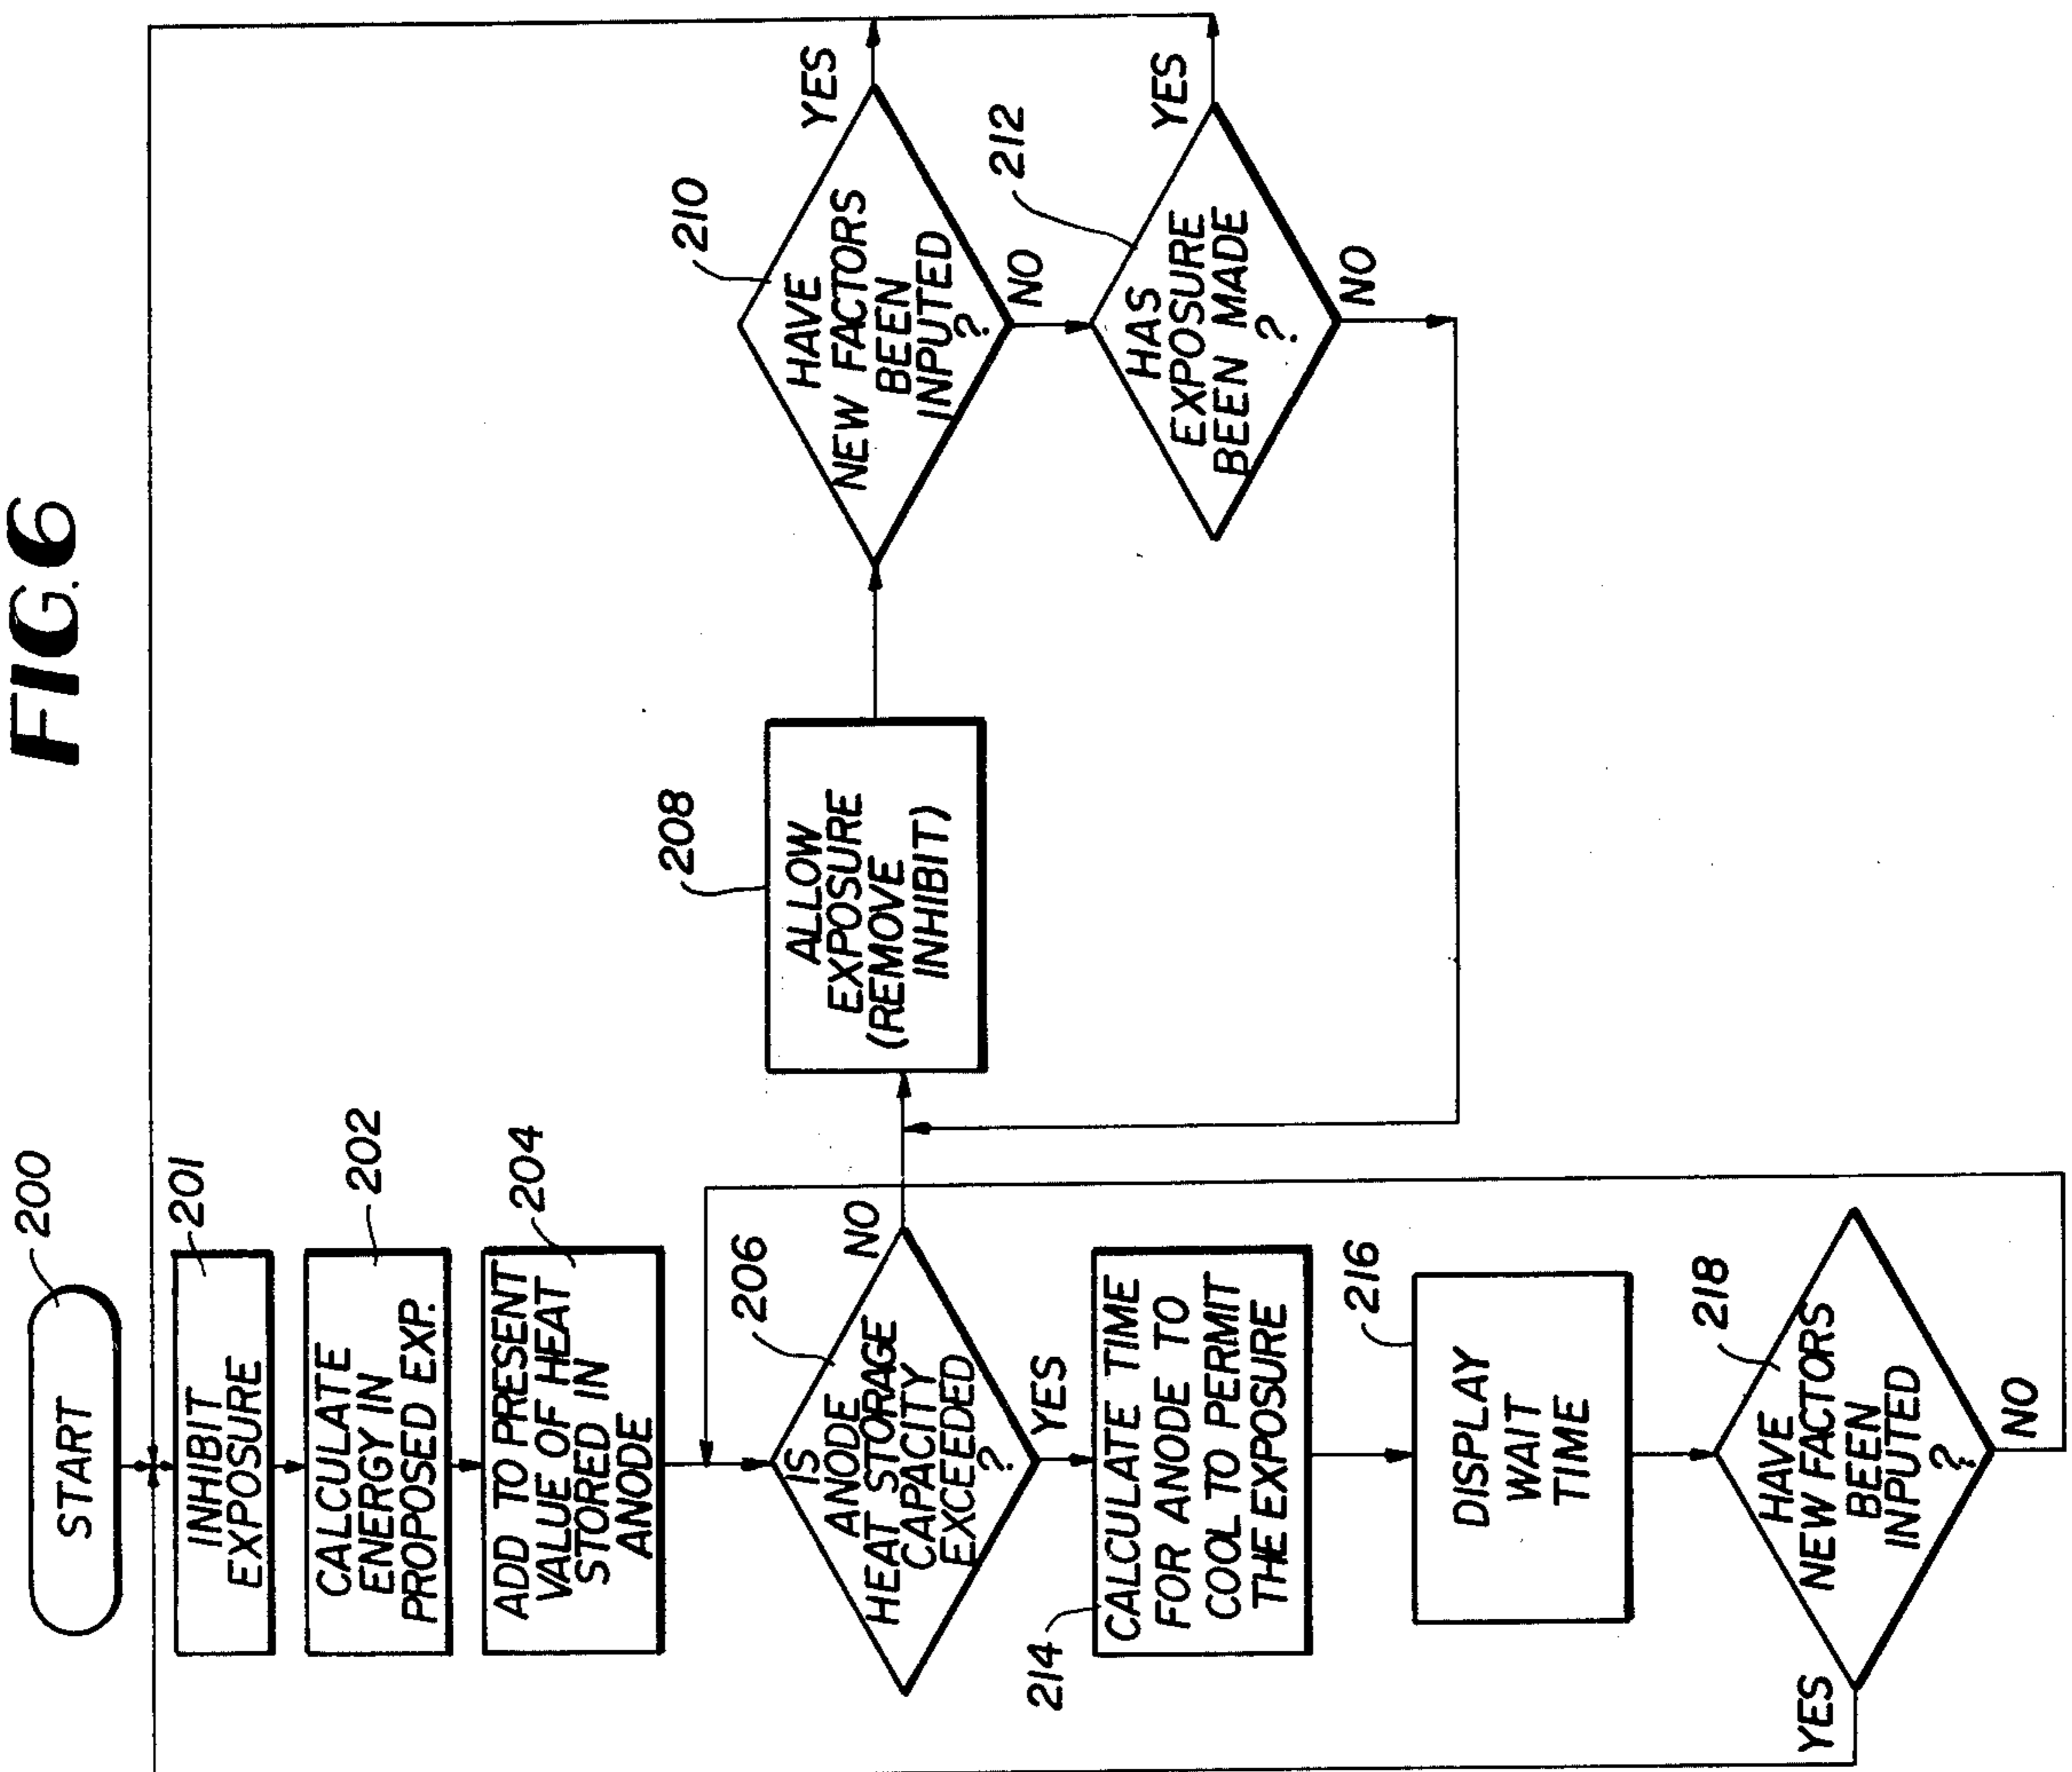 FIG.6
START
200
INHIBIT
EXPOSURE
201
CALCULATE
ENERGY IN
PROPOSED EXP.
202
ADD TO PRESENT
VALUE OF HEAT
STORED IN
ANODE
204
IS
ANODE
HEAT STORAGE
CAPACITY
EXCEEDED
?
206
NO
YES
ALLOW
EXPOSURE
(REMOVE
INHIBIT)
208
HAVE
NEW FACTORS
BEEN
INPUTED
?
210
YES
NO
HAS
EXPOSURE
BEEN MADE
?
212
YES
NO
CALCULATE TIME
FOR ANODE TO
COOL TO PERMIT
THE EXPOSURE
214
DISPLAY
WAIT
TIME
216
HAVE
NEW FACTORS
BEEN
INPUTED
?
218
YES
NO